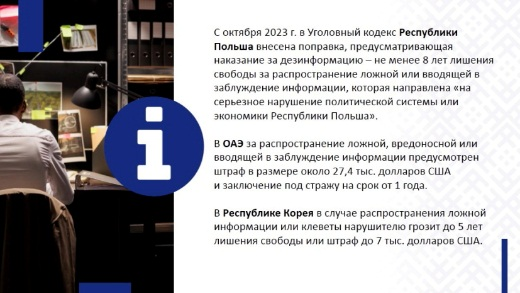 С октября 2023 г. в Уголовный кодекс Республики
Польша внесена поправка, предусматривающая
наказание за дезинформацию – не менее 8 лет лишения
свободы за распространение ложной или вводящей в
заблуждение информации, которая направлена «на
серьезное нарушение политической системы или
экономики Республики Польша».
В ОАЭ за распространение ложной, вредоносной или
вводящей в заблуждение информации предусмотрен
штраф в размере около 27,4 тыс. долларов США
и заключение под стражу на срок от 1 года.
В Республике Корея в случае распространения ложной
информации или клеветы нарушителю грозит до 5 лет
лишения свободы или штраф до 7 тыс. долларов США.